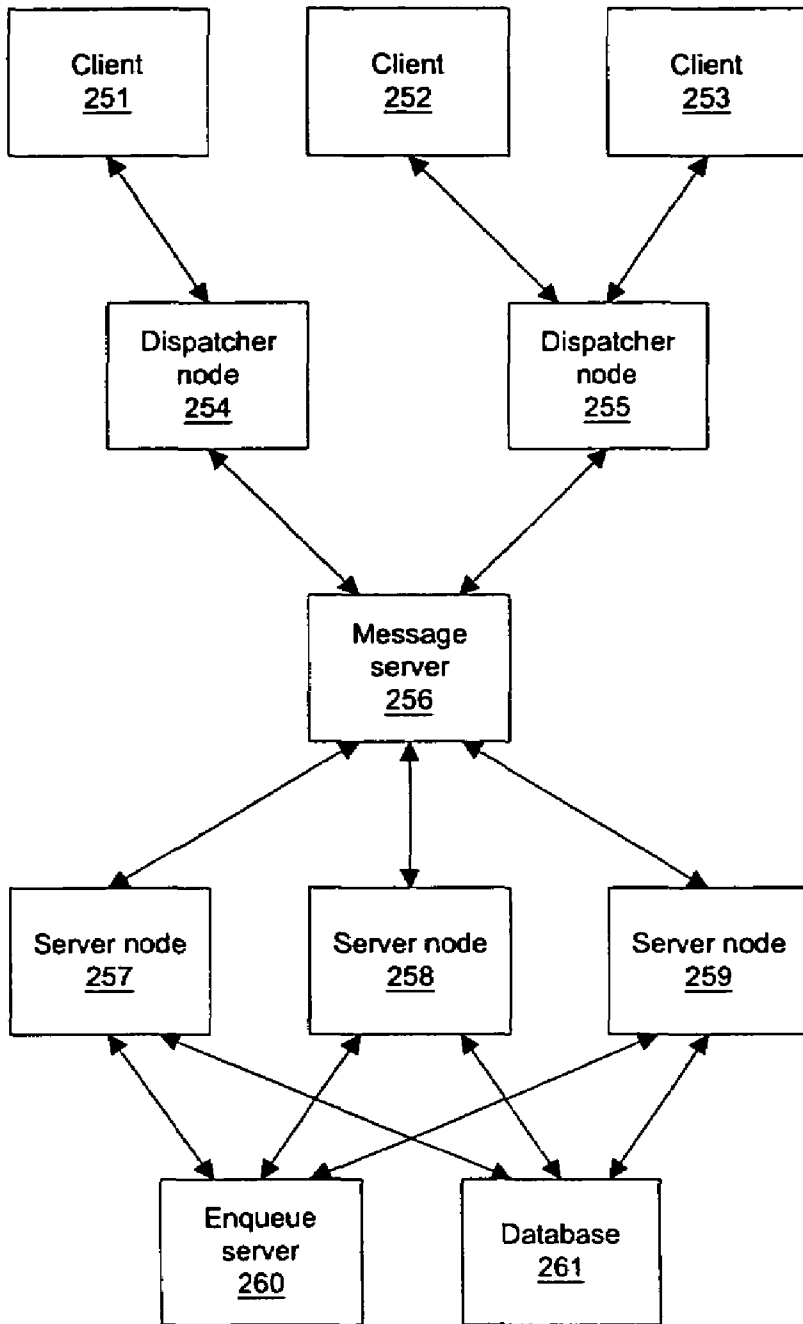 Client
251
Client
252
Client
253
Dispatcher
node
254
Dispatcher
node
255
Message
server
256
Server node
257
Server node
258
Server node
259
Enqueue
server
260
Database
261